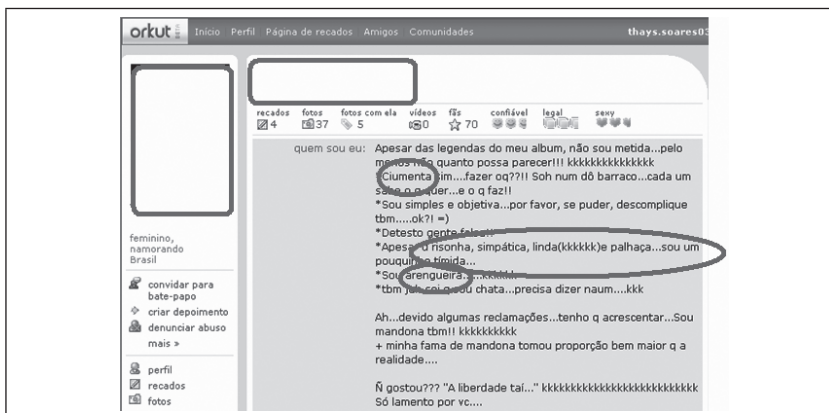 orkut BETA Início Perfil Página de recados Amigos Comunidades thays.soares03
recados fotos fotos com ela vídeos fãs confiável legal sexy
4 37 5 0 70
quem sou eu: Apesar das legendas do meu album, não sou metida...pelo
menos não quanto possa parecer!!! kkkkkkkkkkkkkkk
*Ciumenta sim....fazer oq??!! Soh num dô barraco...cada um
sabe o q quer...e o q faz!!
*Sou simples e objetiva...por favor, se puder, descomplique
tbm.....ok?! =)
*Detesto gente falsa!!
*Apesar d risonha, simpática, linda(kkkkkk)e palhaça...sou um
pouquinho tímida...
*Sou arengueira....kkkkkk
*tbm jah sei q sou chata...precisa dizer naum....kkk
Ah...devido algumas reclamações...tenho q acrescentar...Sou
mandona tbm!! kkkkkkkkkk
+ minha fama de mandona tomou proporção bem maior q a
realidade....
Ñ gostou??? "A liberdade taí..." kkkkkkkkkkkkkkkkkkkkkkkkkkk
Só lamento por vc....
feminino,
namorando
Brasil
convidar para
bate-papo
criar depoimento
denunciar abuso
mais »
perfil
recados
fotos